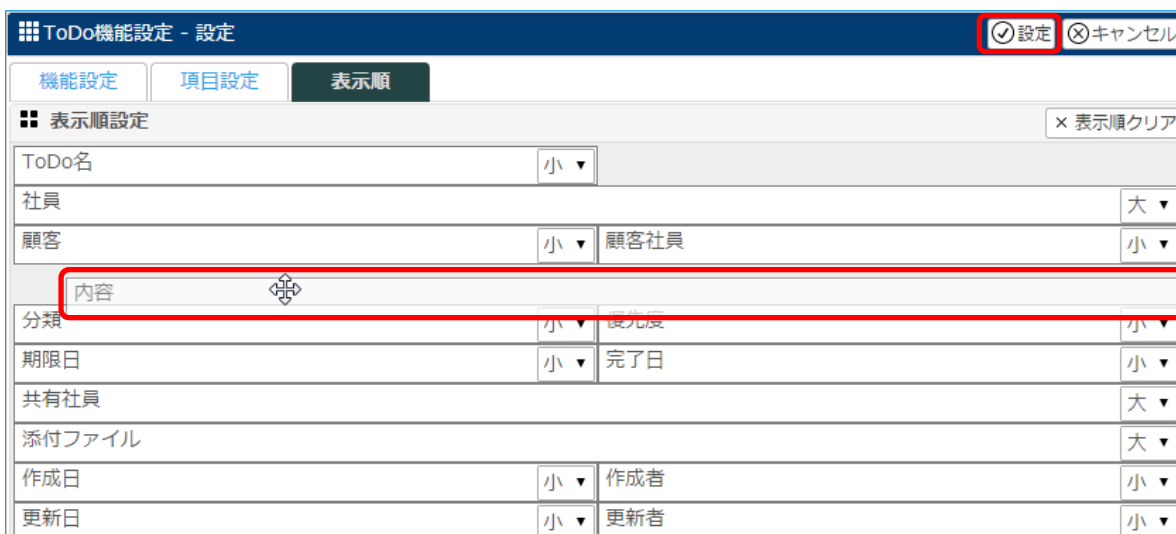 ToDo機能設定 - 設定 設定 キャンセル
機能設定 項目設定 表示順
表示順設定 × 表示順クリア
ToDo名 小 ▼
社員 大 ▼
顧客 小 ▼ 顧客社員 小 ▼
内容
分類 小 ▼ 優先度 小 ▼
期限日 小 ▼ 完了日 小 ▼
共有社員 大 ▼
添付ファイル 大 ▼
作成日 小 ▼ 作成者 小 ▼
更新日 小 ▼ 更新者 小 ▼